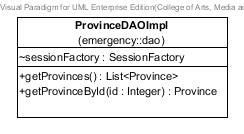 Visual Paradigm for UML Enterprise Edition(College of Arts, Media a
ProvinceDAOImpl
(emergency::dao)
~sessionFactory : SessionFactory
+getProvinces() : List<Province>
+getProvinceById(id : Integer) : Province